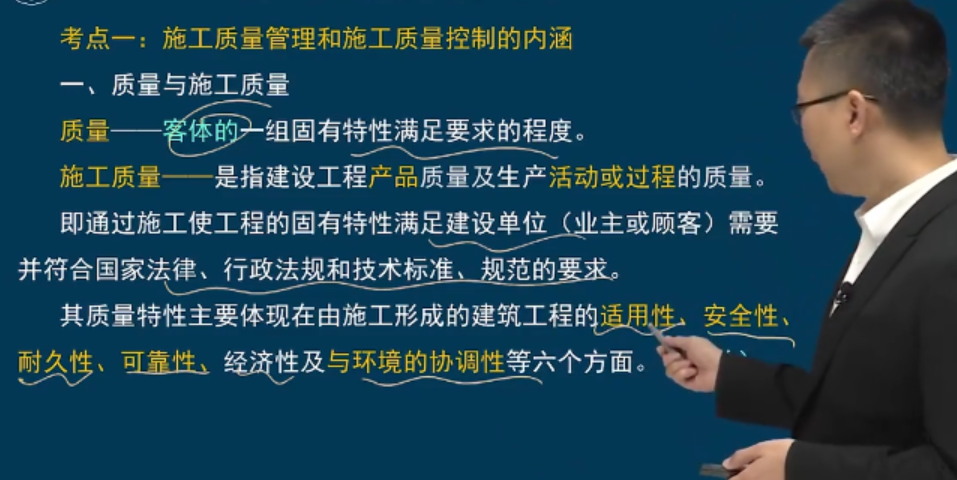 考点一：施工质量管理和施工质量控制的内涵
一、质量与施工质量
质量——客体的一组固有特性满足要求的程度。
施工质量——是指建设工程产品质量及生产活动或过程的质量。
即通过施工使工程的固有特性满足建设单位（业主或顾客）需要
并符合国家法律、行政法规和技术标准、规范的要求。
其质量特性主要体现在由施工形成的建筑工程的适用性、安全性、
耐久性、可靠性、经济性及与环境的协调性等六个方面。